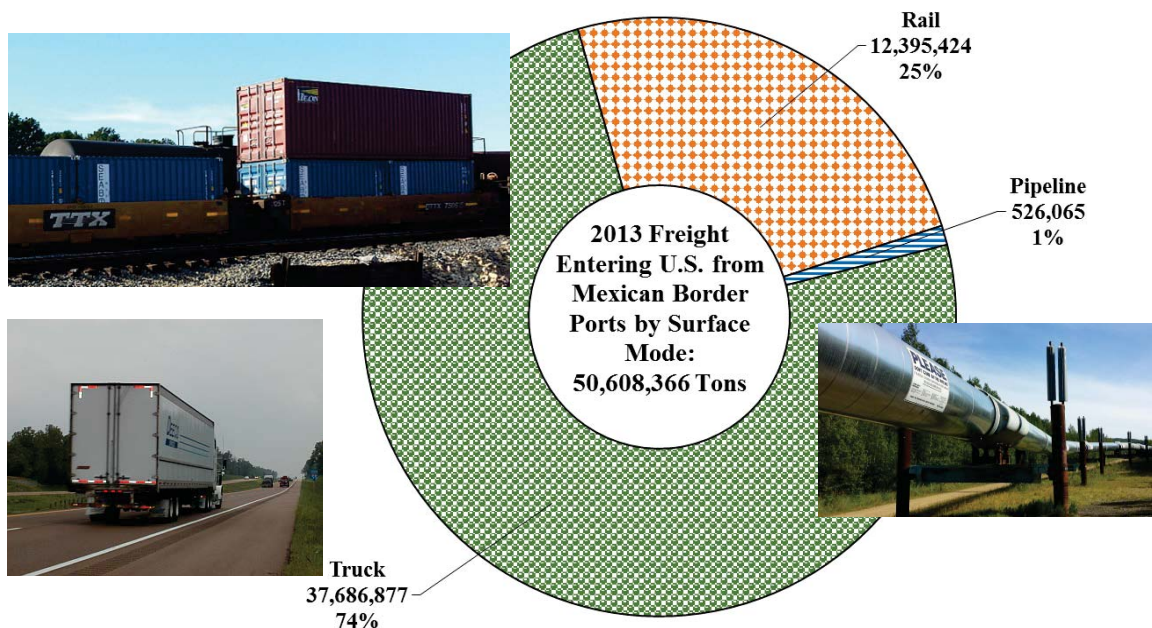 Rail
12,395,424
25%
Pipeline
526,065
1%
2013 Freight
Entering U.S. from
Mexican Border
Ports by Surface
Mode:
50,608,366 Tons
Truck
37,686,877
74%
TTX
PLEASE